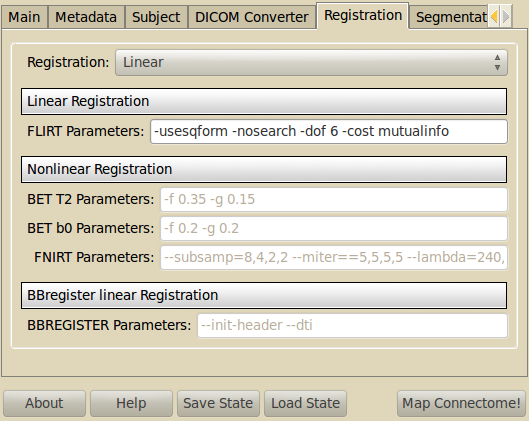 Main Metadata Subject DICOM Converter Registration Segmentat
Registration: Linear
Linear Registration
FLIRT Parameters: -usesqform -nosearch -dof 6 -cost mutualinfo
Nonlinear Registration
BET T2 Parameters: -f 0.35 -g 0.15
BET b0 Parameters: -f 0.2 -g 0.2
FNIRT Parameters: --subsamp=8,4,2,2 --miter==5,5,5,5 --lambda=240,
BBregister linear Registration
BBREGISTER Parameters: --init-header --dti
About Help Save State Load State Map Connectome!